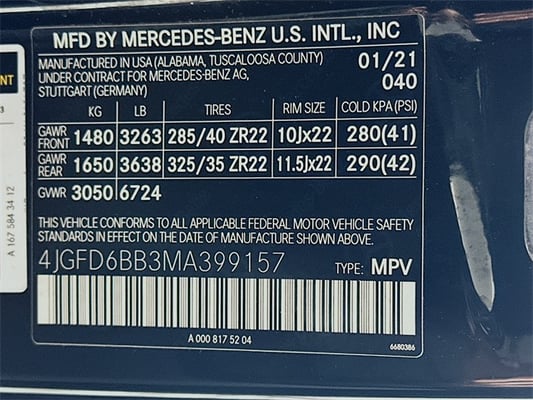 MFD BY MERCEDES-BENZ U.S. INTL., INC
MANUFACTURED IN USA (ALABAMA, TUSCALOOSA COUNTY) 01/21
UNDER CONTRACT FOR MERCEDES-BENZ AG, 040
STUTTGART (GERMANY)
KG LB TIRES RIM SIZE COLD KPA (PSI)
GAWR FRONT 1480 3263 285/40 ZR22 10Jx22 280(41)
GAWR REAR 1650 3638 325/35 ZR22 11.5Jx22 290(42)
GVWR 3050 6724
THIS VEHICLE CONFORMS TO ALL APPLICABLE FEDERAL MOTOR VEHICLE SAFETY
STANDARDS IN EFFECT ON THE DATE OF MANUFACTURE SHOWN ABOVE
4JGFD6BB3MA399157 TYPE: MPV
A 000 817 52 04
6680386
A 167 584 34 12